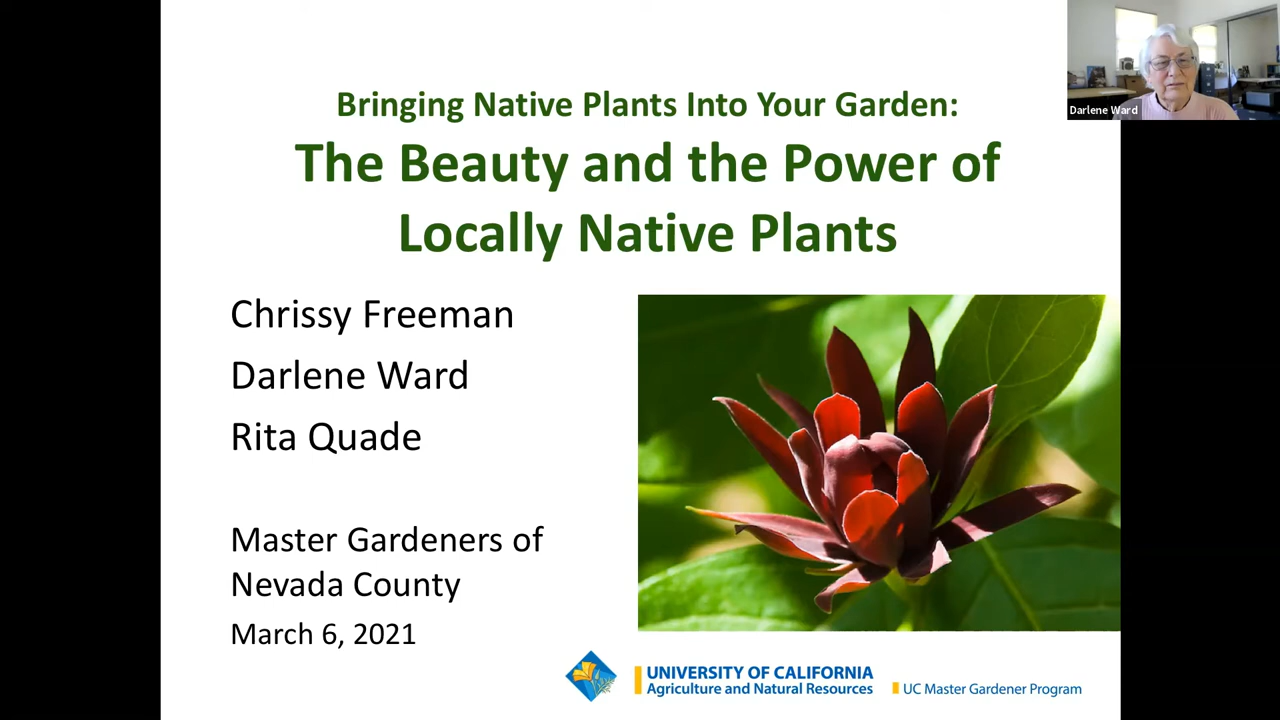 Bringing Native Plants Into Your Garden:
The Beauty and the Power of
Locally Native Plants
Darlene Ward
Chrissy Freeman
Darlene Ward
Rita Quade
Master Gardeners of
Nevada County
March 6, 2021
UNIVERSITY OF CALIFORNIA
Agriculture and Natural Resources
UC Master Gardener Program